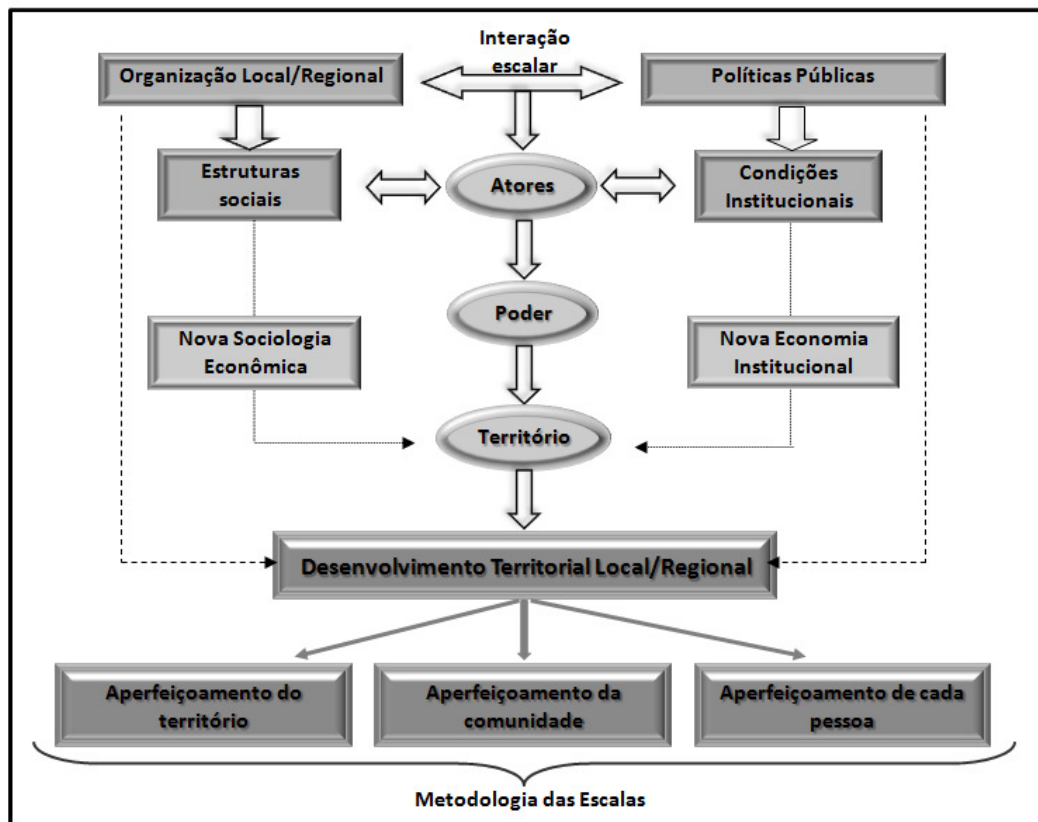 Interação
escalar
Organização Local/Regional
Políticas Públicas
Estruturas
sociais
Atores
Condições
Institucionais
Poder
Nova Sociologia
Econômica
Nova Economia
Institucional
Território
Desenvolvimento Territorial Local/Regional
Aperfeiçoamento do
território
Aperfeiçoamento da
comunidade
Aperfeiçoamento de cada
pessoa
Metodologia das Escalas